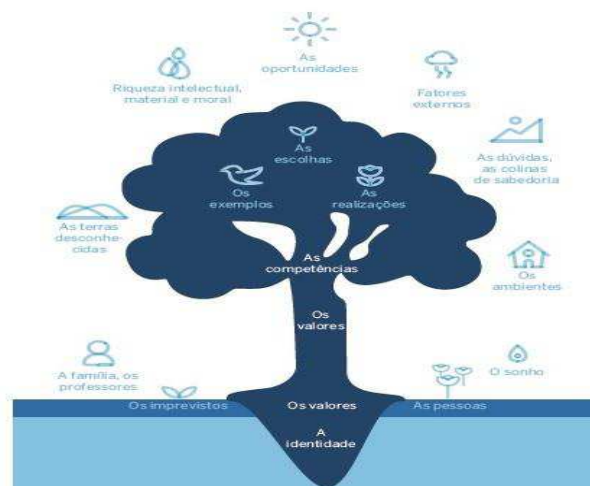 As
oportunidades
Riqueza intelectual,
material e moral
Fatores
externos
As
escolhas
As dúvidas,
as colinas
de sabedoria
Os
exemplos
As
realizações
As terras
desconhe-
cidas
As
competências
Os
ambientes
Os
valores
A família, os
professores
O sonho
Os imprevistos
Os valores
As pessoas
A
identidade